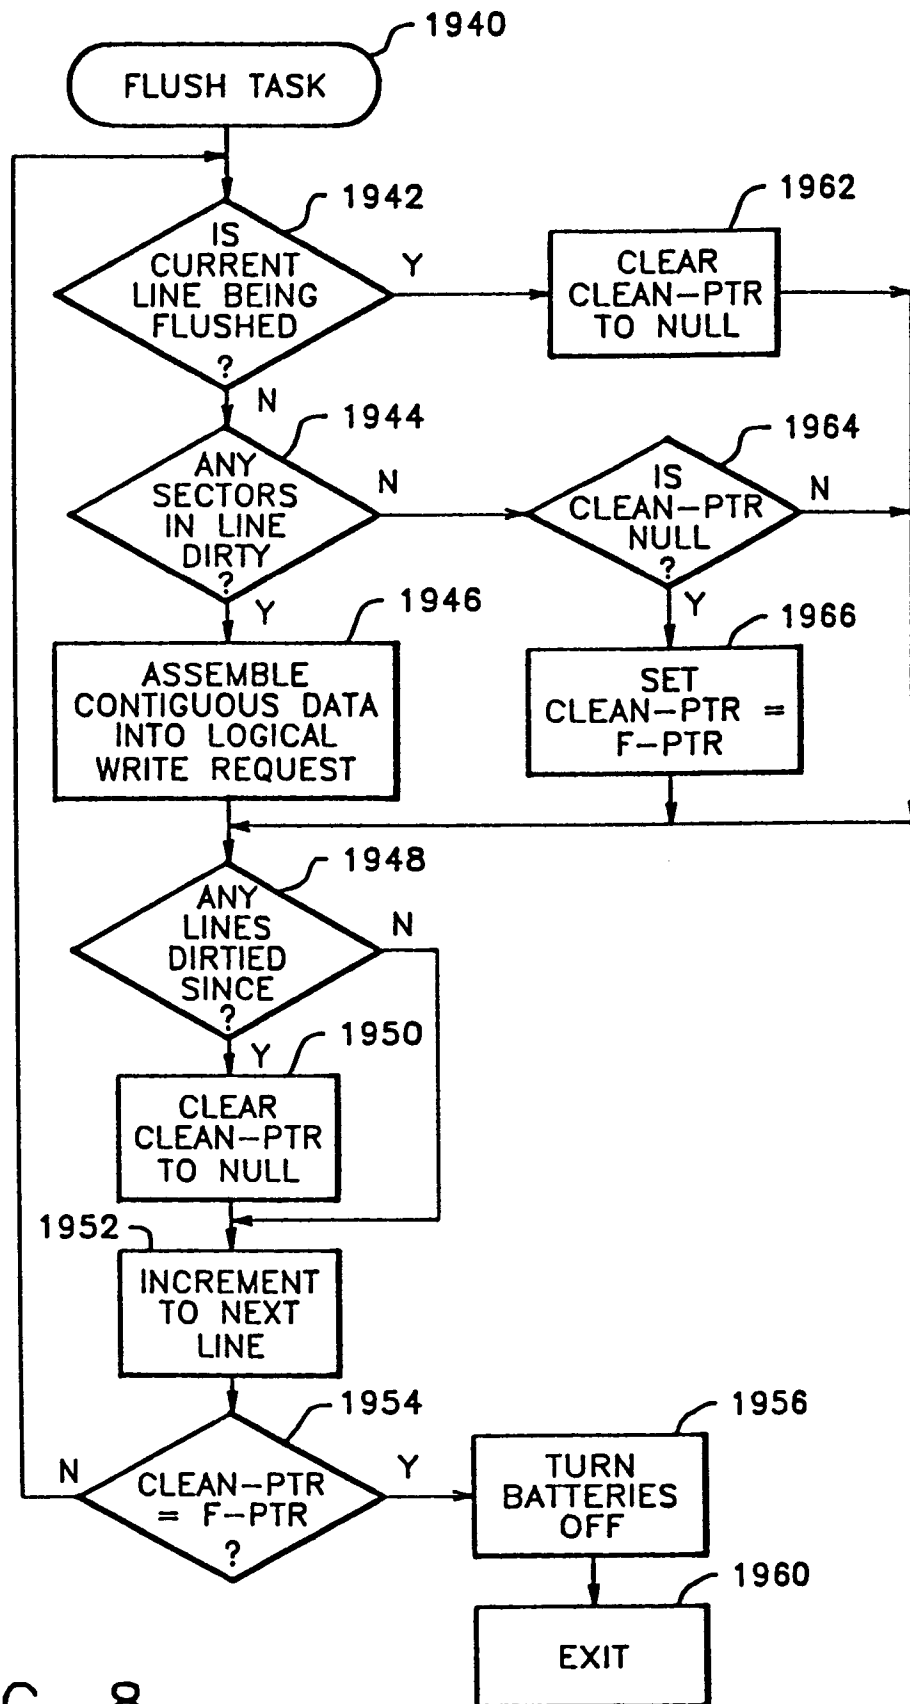 1940
FLUSH TASK
1942
IS
CURRENT
LINE BEING
FLUSHED
?
Y
N
1962
CLEAR
CLEAN-PTR
TO NULL
1944
ANY
SECTORS
IN LINE
DIRTY
?
N
Y
1964
IS
CLEAN-PTR
NULL
?
N
Y
1946
ASSEMBLE
CONTIGUOUS DATA
INTO LOGICAL
WRITE REQUEST
1966
SET
CLEAN-PTR =
F-PTR
1948
ANY
LINES
DIRTIED
SINCE
?
N
Y
1950
CLEAR
CLEAN-PTR
TO NULL
1952
INCREMENT
TO NEXT
LINE
1954
CLEAN-PTR
= F-PTR
?
N
Y
1956
TURN
BATTERIES
OFF
1960
EXIT
8